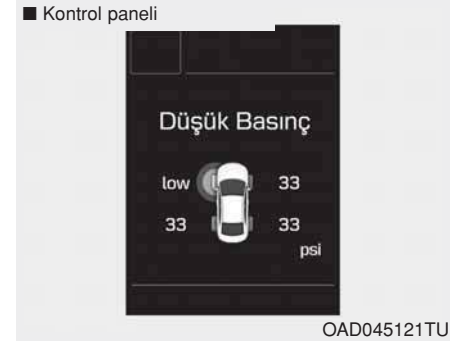 ■ Kontrol paneli
Düşük Basınç
low 33
33 33
psi
OAD045121TU